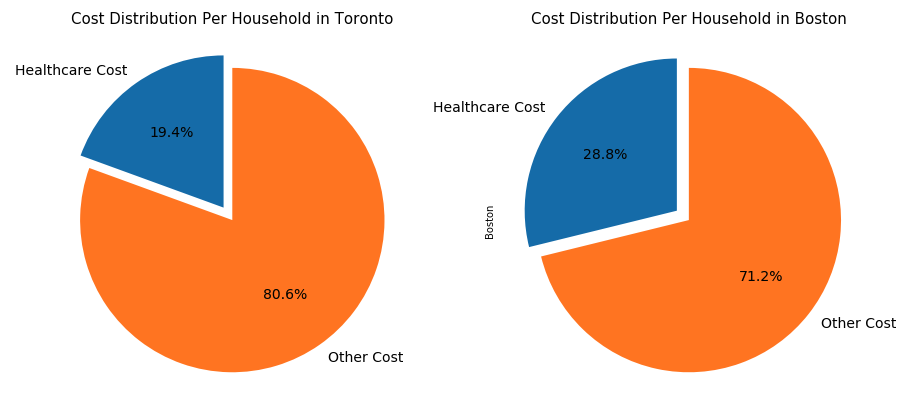 Cost Distribution Per Household in Toronto
Healthcare Cost
19.4%
80.6%
Other Cost
Cost Distribution Per Household in Boston
Healthcare Cost
28.8%
Boston
71.2%
Other Cost